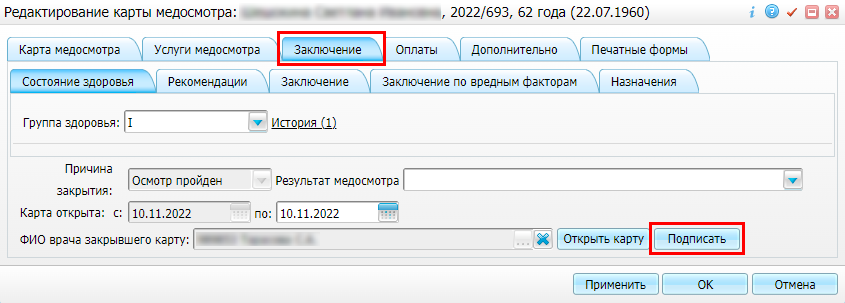 Редактирование карты медосмотра: , 2022/693, 62 года (22.07.1960)
Карта медосмотра Услуги медосмотра Заключение Оплаты Дополнительно Печатные формы
Состояние здоровья Рекомендации Заключение Заключение по вредным факторам Назначения
Группа здоровья: I История (1)
Причина закрытия: Осмотр пройден Результат медосмотра
Карта открыта: с: 10.11.2022 по: 10.11.2022
ФИО врача закрывшего карту: ... Открыть карту Подписать
Применить OK Отмена